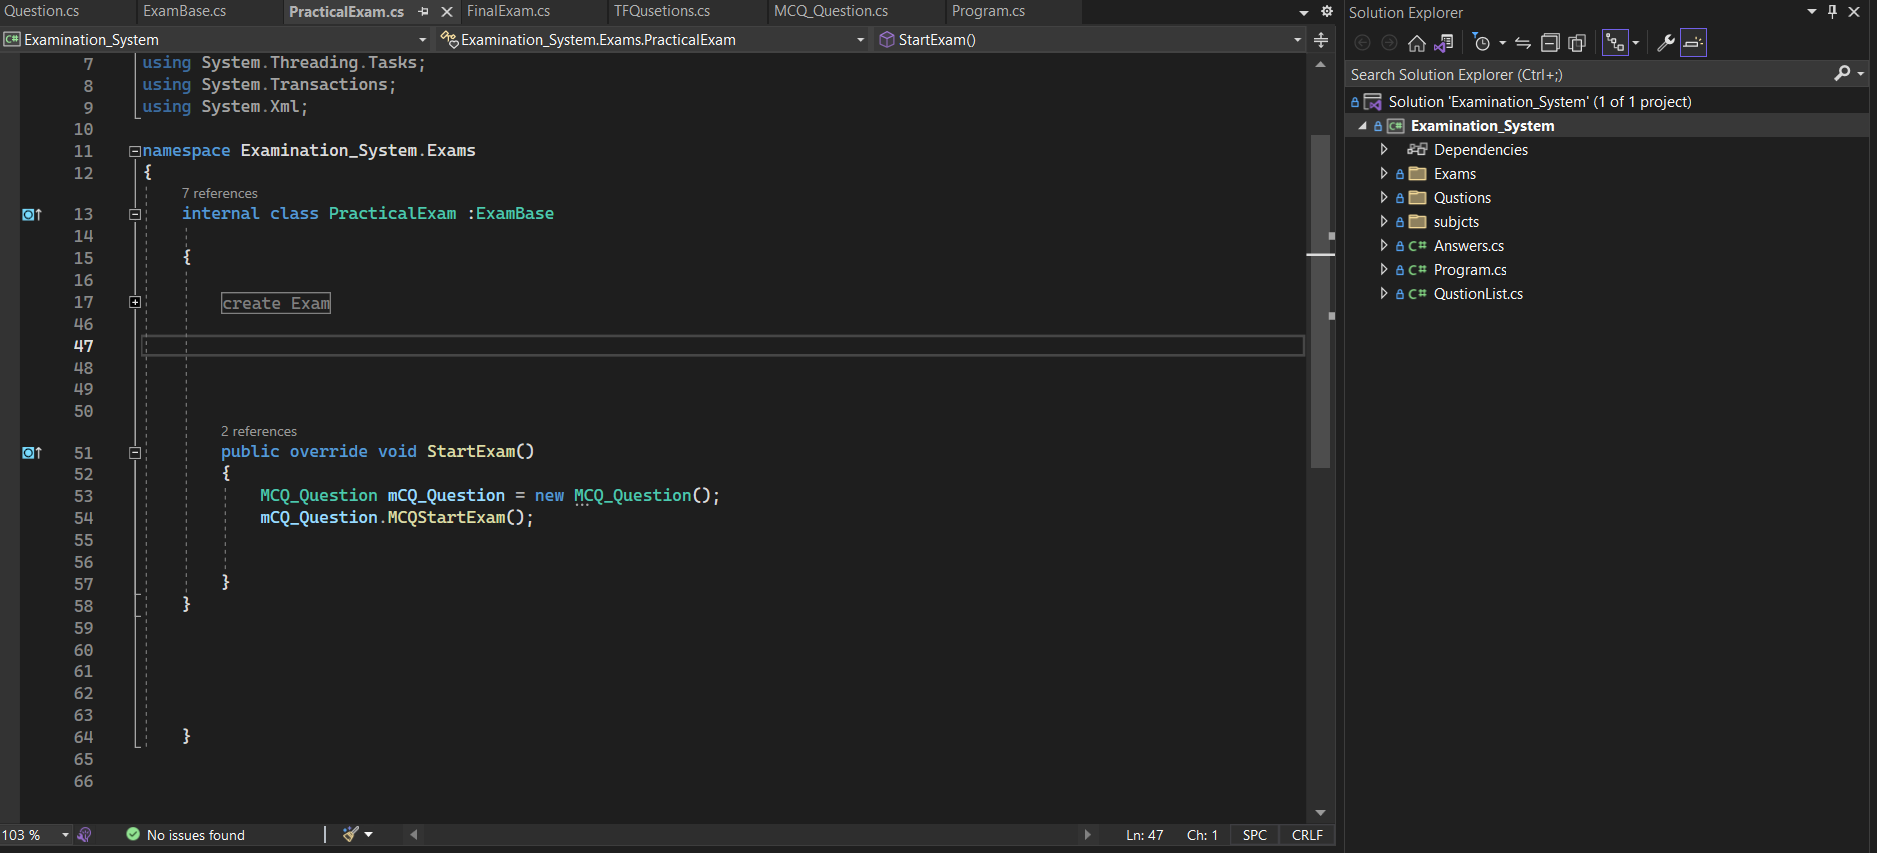 Question.cs ExamBase.cs PracticalExam.cs FinalExam.cs TFQusetions.cs MCQ_Question.cs Program.cs
C# Examination_System Examination_System.Exams.PracticalExam StartExam()
7 using System.Threading.Tasks;
8 using System.Transactions;
9 using System.Xml;
10
11 namespace Examination_System.Exams
12 {
7 references
13 internal class PracticalExam :ExamBase
14
15 {
16
17 create Exam
46
47
48
49
50
2 references
51 public override void StartExam()
52 {
53 MCQ_Question mCQ_Question = new MCQ_Question();
54 mCQ_Question.MCQStartExam();
55
56
57 }
58 }
59
60
61
62
63
64 }
65
66
103 % No issues found Ln: 47 Ch: 1 SPC CRLF
Solution Explorer
Search Solution Explorer (Ctrl+;)
Solution 'Examination_System' (1 of 1 project)
C# Examination_System
Dependencies
Exams
Qustions
subjcts
C# Answers.cs
C# Program.cs
C# QustionList.cs